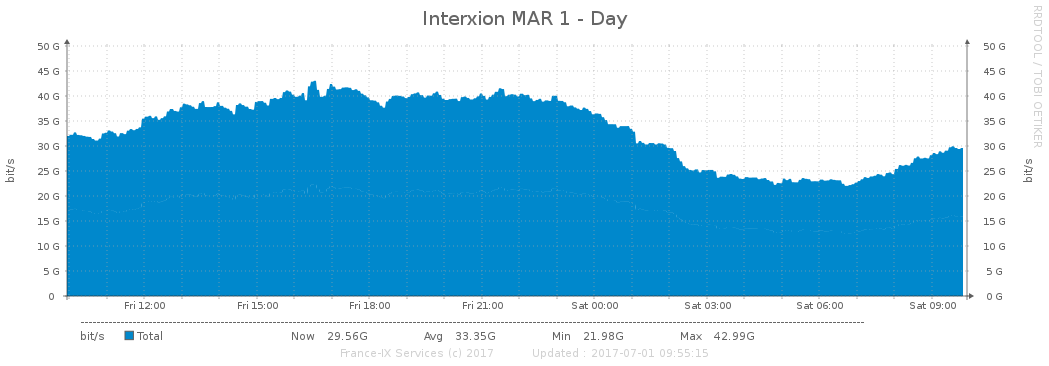 Interxion MAR 1 - Day
RRDTOOL / TOBI OETIKER
50 G 50 G
45 G 45 G
40 G 40 G
35 G 35 G
30 G 30 G
25 G 25 G
20 G 20 G
15 G 15 G
10 G 10 G
5 G 5 G
0 0 G
bit/s
bit/s
Fri 12:00 Fri 15:00 Fri 18:00 Fri 21:00 Sat 00:00 Sat 03:00 Sat 06:00 Sat 09:00
bit/s Total Now 29.56G Avg 33.35G Min 21.98G Max 42.99G
France-IX Services (c) 2017 Updated : 2017-07-01 09:55:15